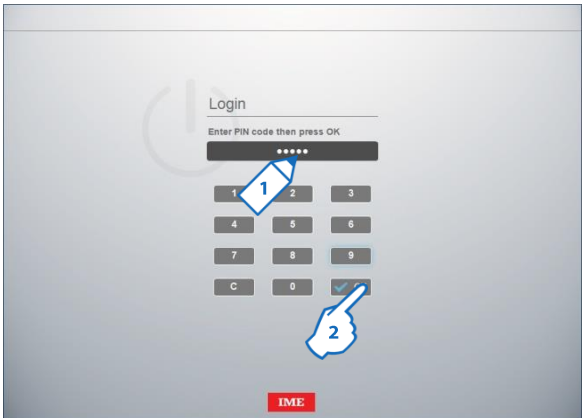 Login
Enter PIN code then press OK
•••••
1 2 3
4 5 6
7 8 9
C 0
1
2
IME